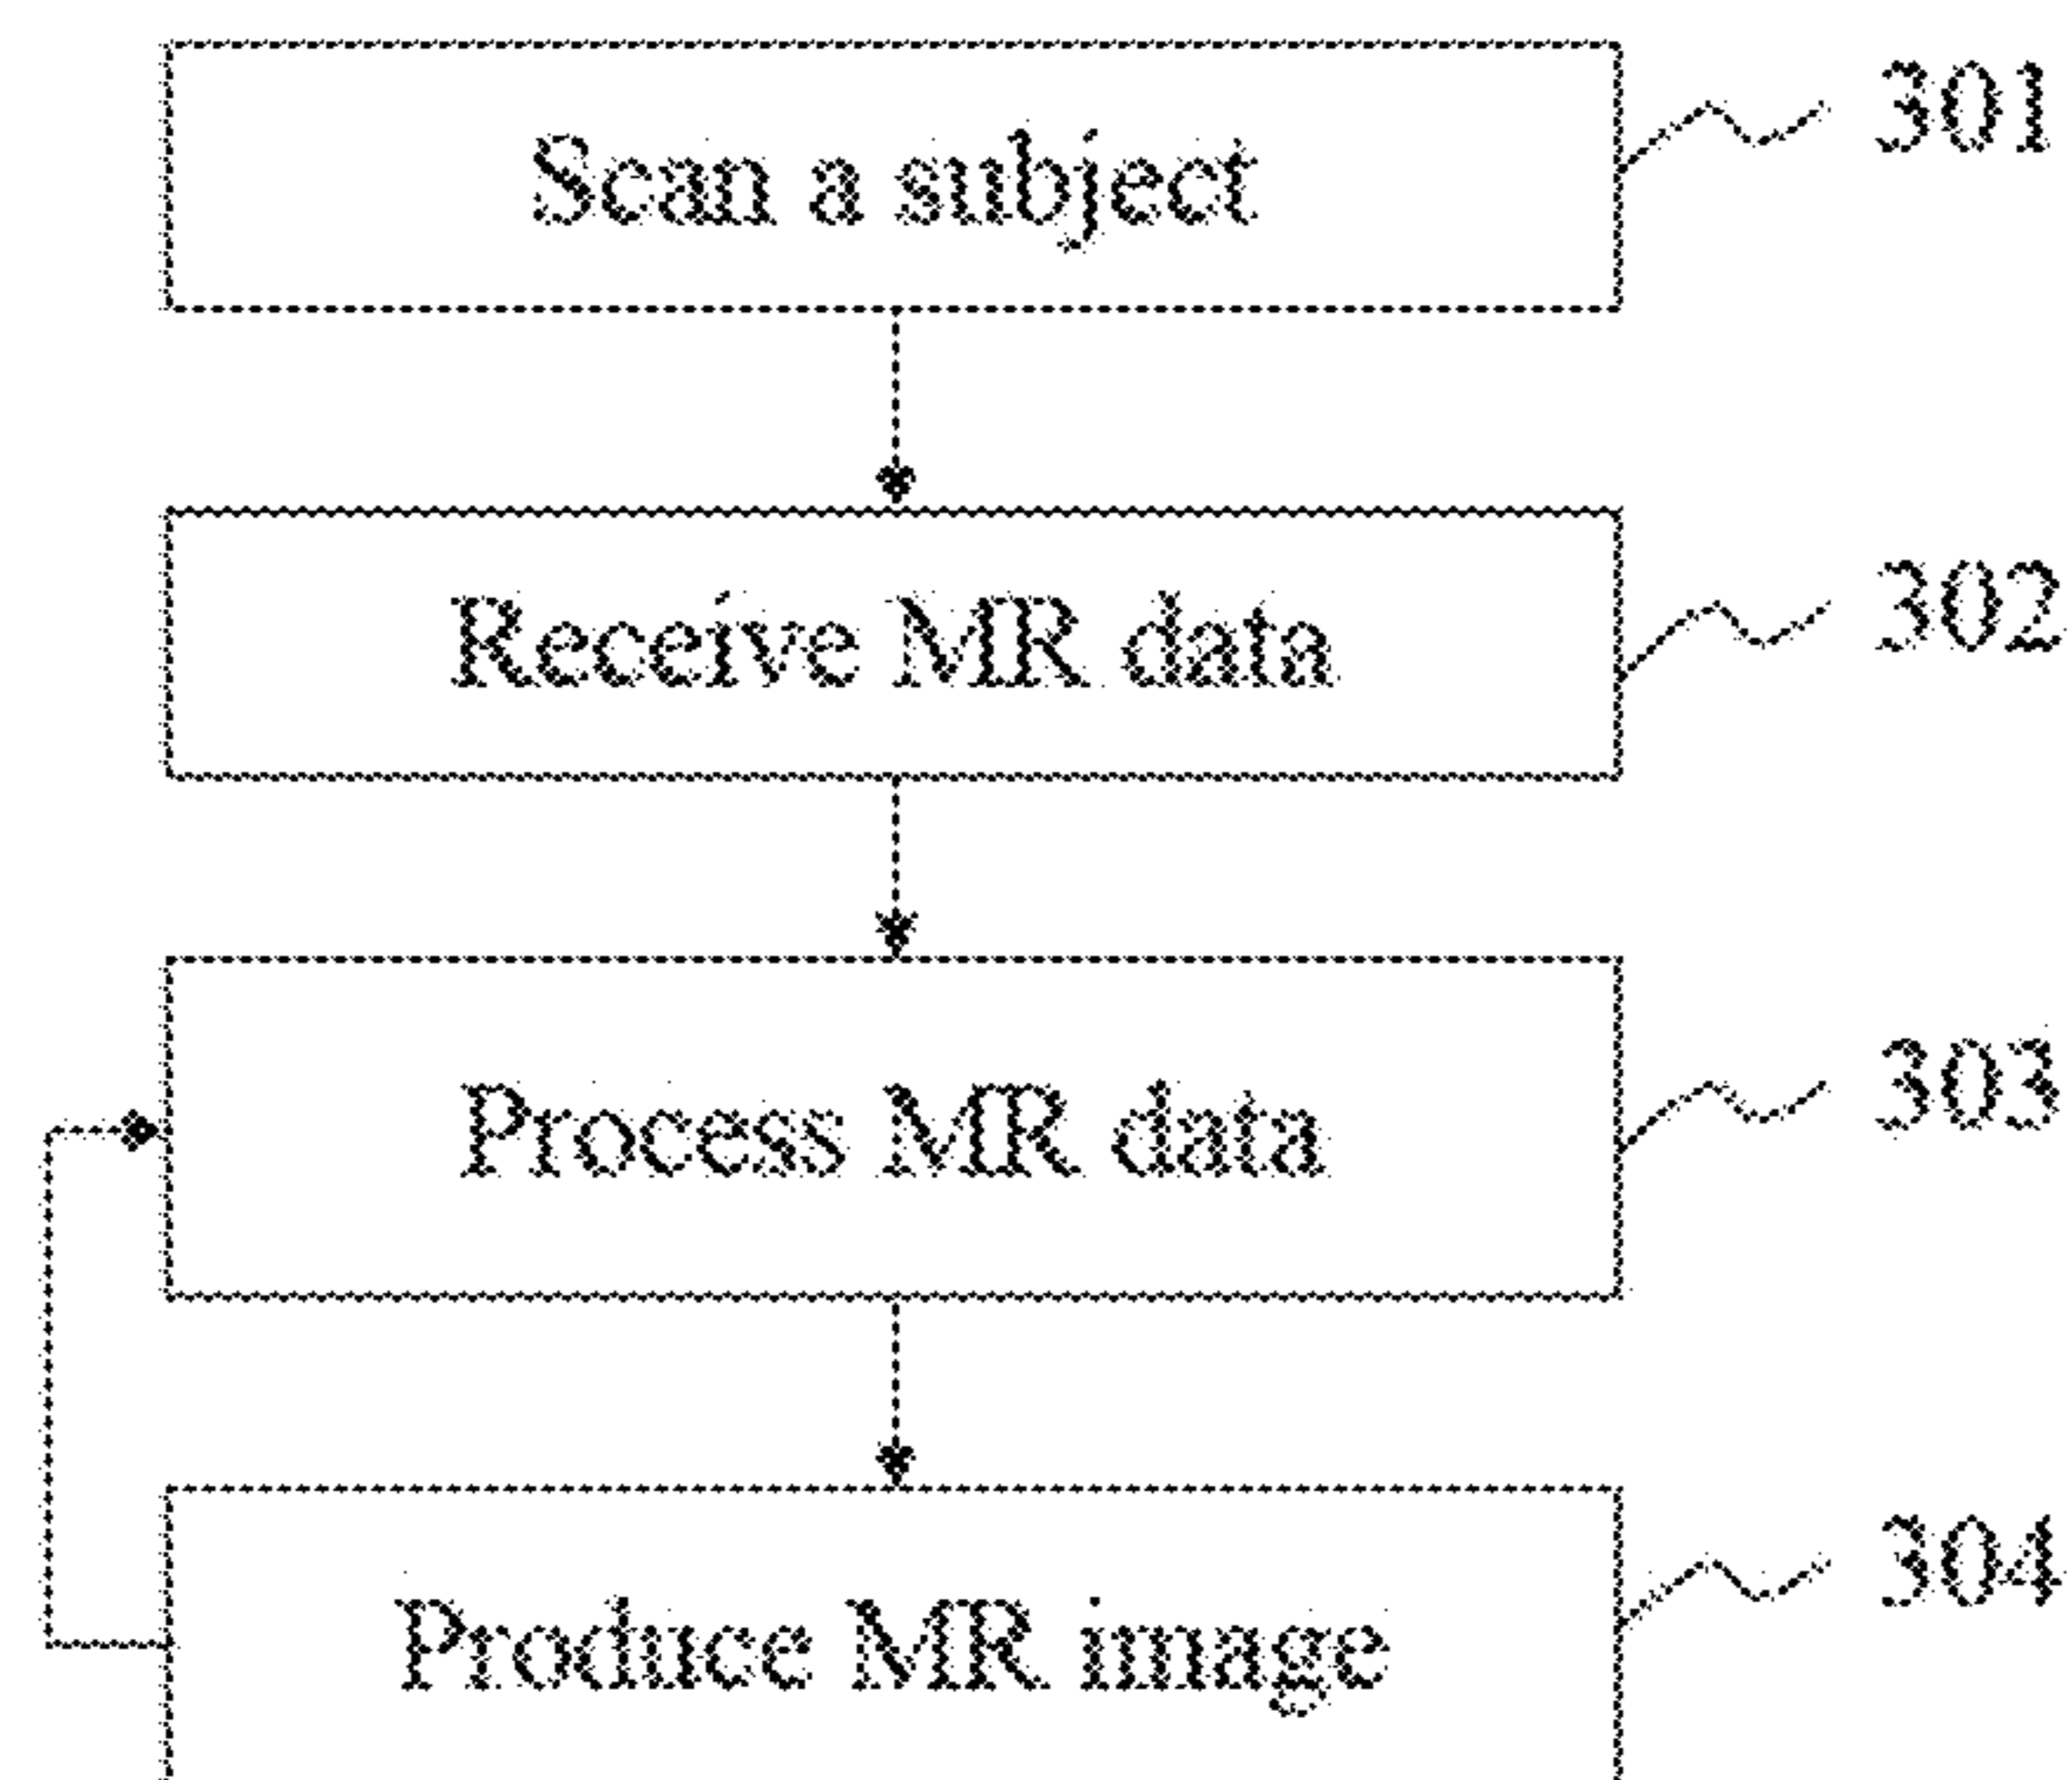 Scan a subject
301
Receive MR data
302
Process MR data
303
Produce MR image
304